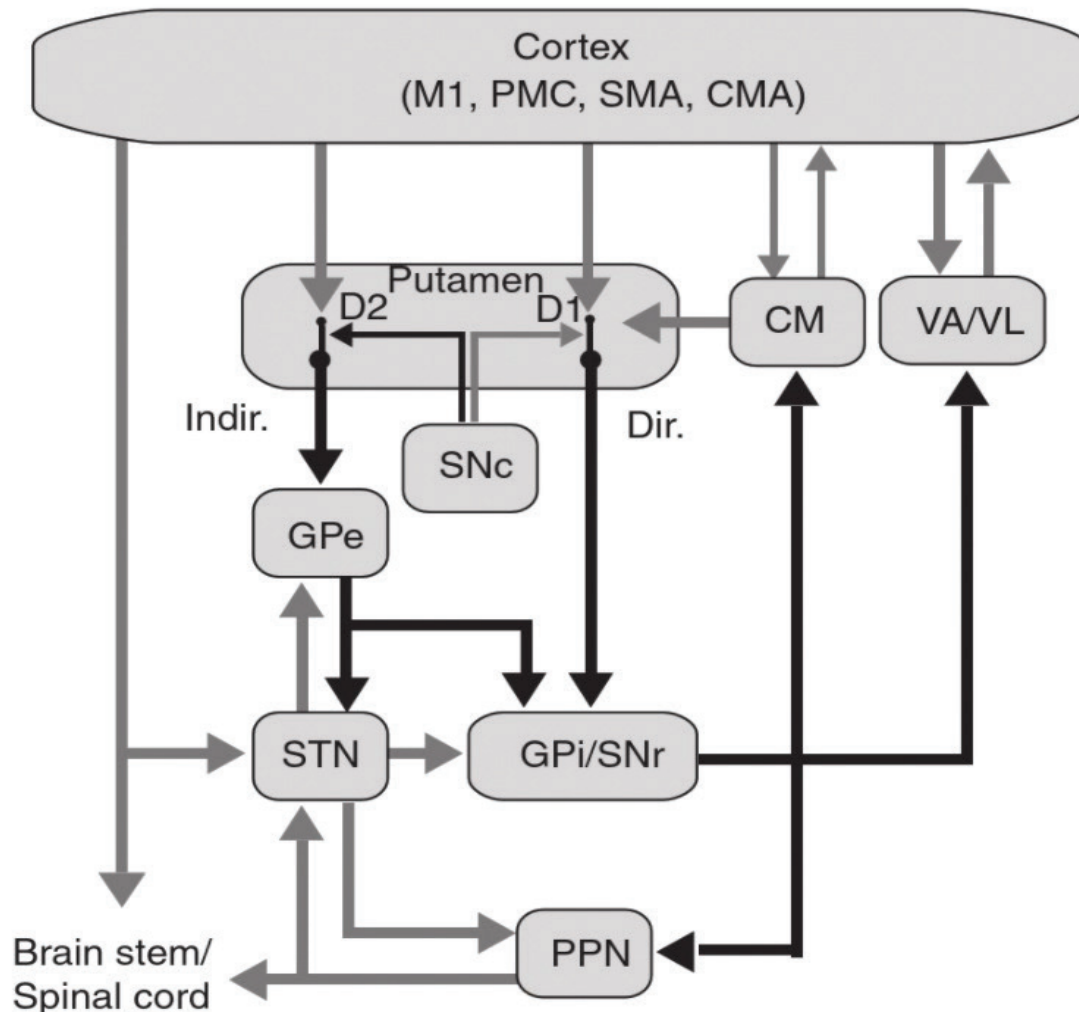 Cortex
(M1, PMC, SMA, CMA)
Putamen
D2
D1
CM
VA/VL
Indir.
Dir.
SNc
GPe
STN
GPi/SNr
PPN
Brain stem/
Spinal cord